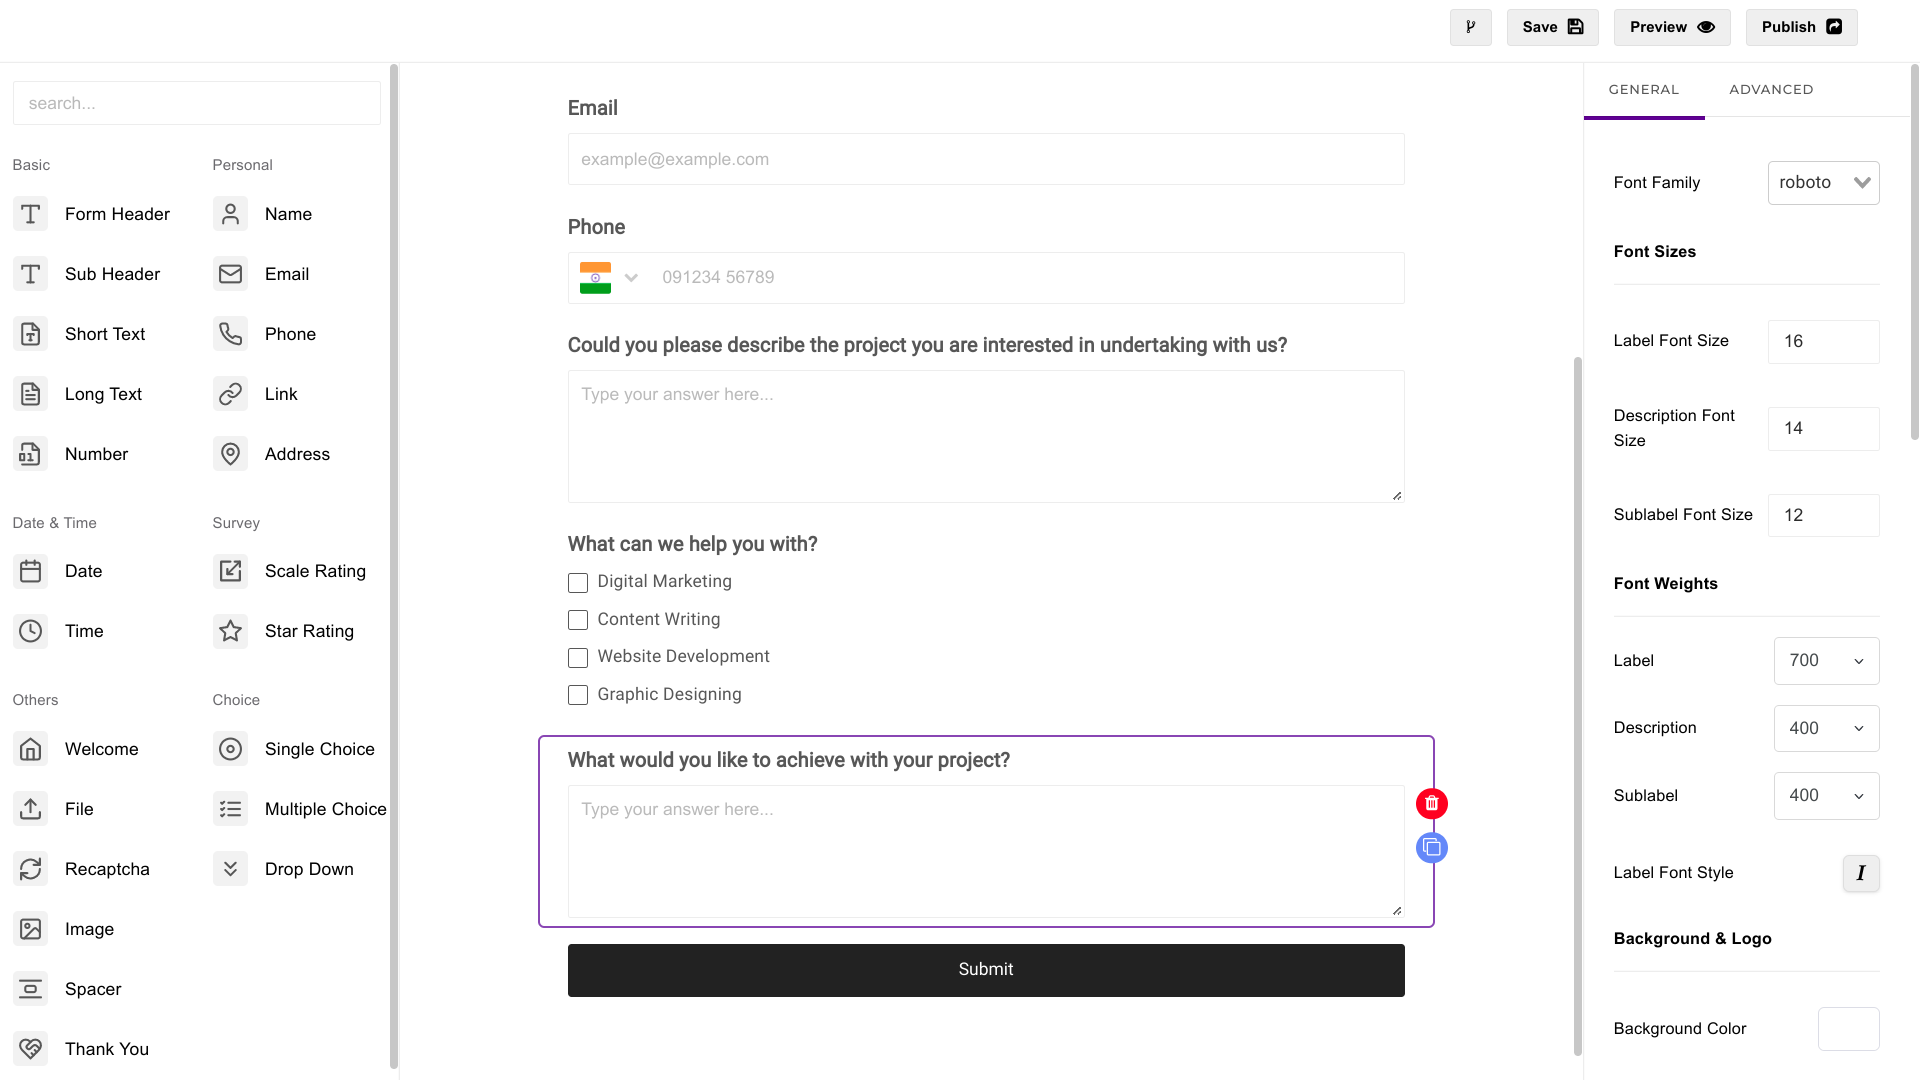 Save
Preview
Publish
search...
Basic
Form Header
Sub Header
Short Text
Long Text
Number
Personal
Name
Email
Phone
Link
Address
Date & Time
Date
Time
Survey
Scale Rating
Star Rating
Others
Welcome
File
Recaptcha
Image
Spacer
Thank You
Choice
Single Choice
Multiple Choice
Drop Down
Email
example@example.com
Phone
091234 56789
Could you please describe the project you are interested in undertaking with us?
Type your answer here...
What can we help you with?
Digital Marketing
Content Writing
Website Development
Graphic Designing
What would you like to achieve with your project?
Type your answer here...
Submit
GENERAL
ADVANCED
Font Family
roboto
Font Sizes
Label Font Size
16
Description Font
Size
14
Sublabel Font Size
12
Font Weights
Label
700
Description
400
Sublabel
400
Label Font Style
I
Background & Logo
Background Color